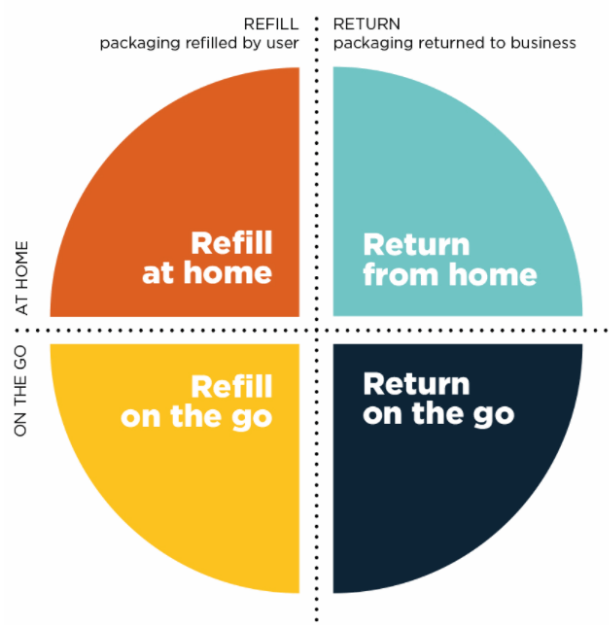 REFILL
packaging refilled by user
RETURN
packaging returned to business
AT HOME
Refill
at home
Return
from home
ON THE GO
Refill
on the go
Return
on the go